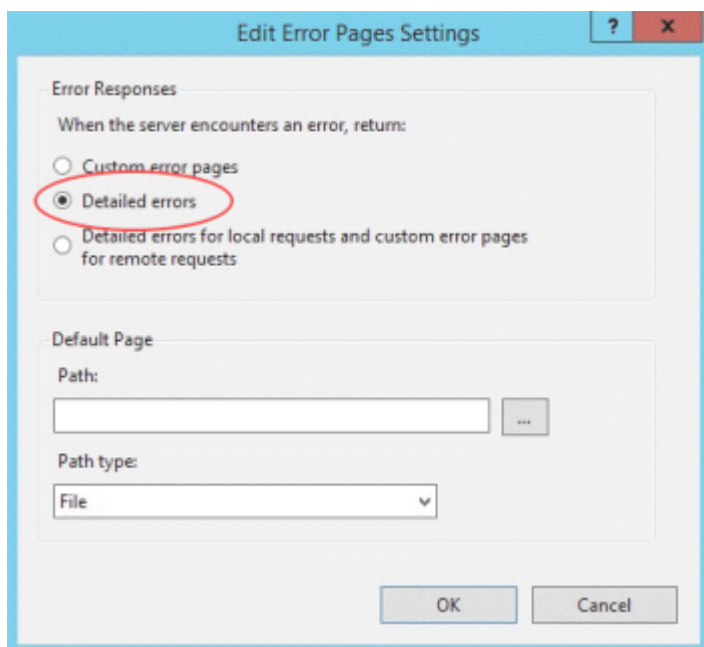 Edit Error Pages Settings
?
x
Error Responses
When the server encounters an error, return:
Custom error pages
Detailed errors
Detailed errors for local requests and custom error pages
for remote requests
Default Page
Path:
...
Path type:
File
OK
Cancel